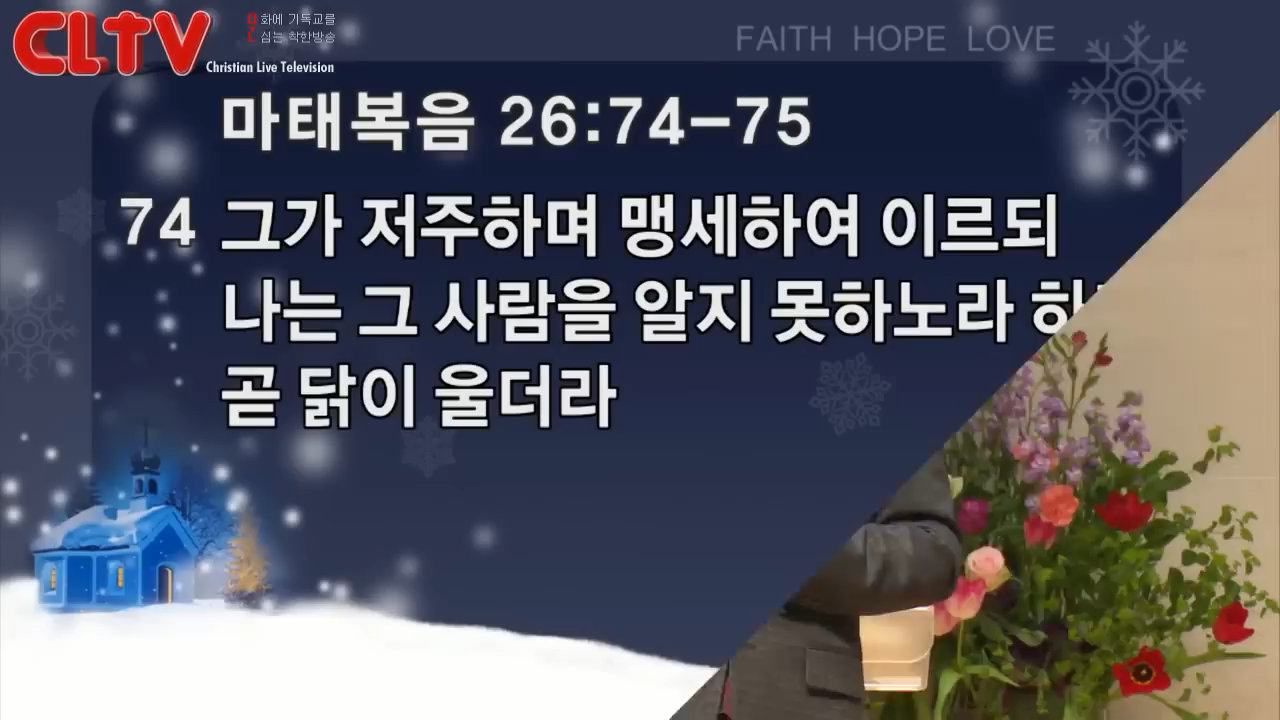 CLTV
화에 기독교를
심는 착한방송
Christian Live Television
FAITH HOPE LOVE
마태복음 26:74-75
74 그가 저주하며 맹세하여 이르되
나는 그 사람을 알지 못하노라
곧 닭이 울더라